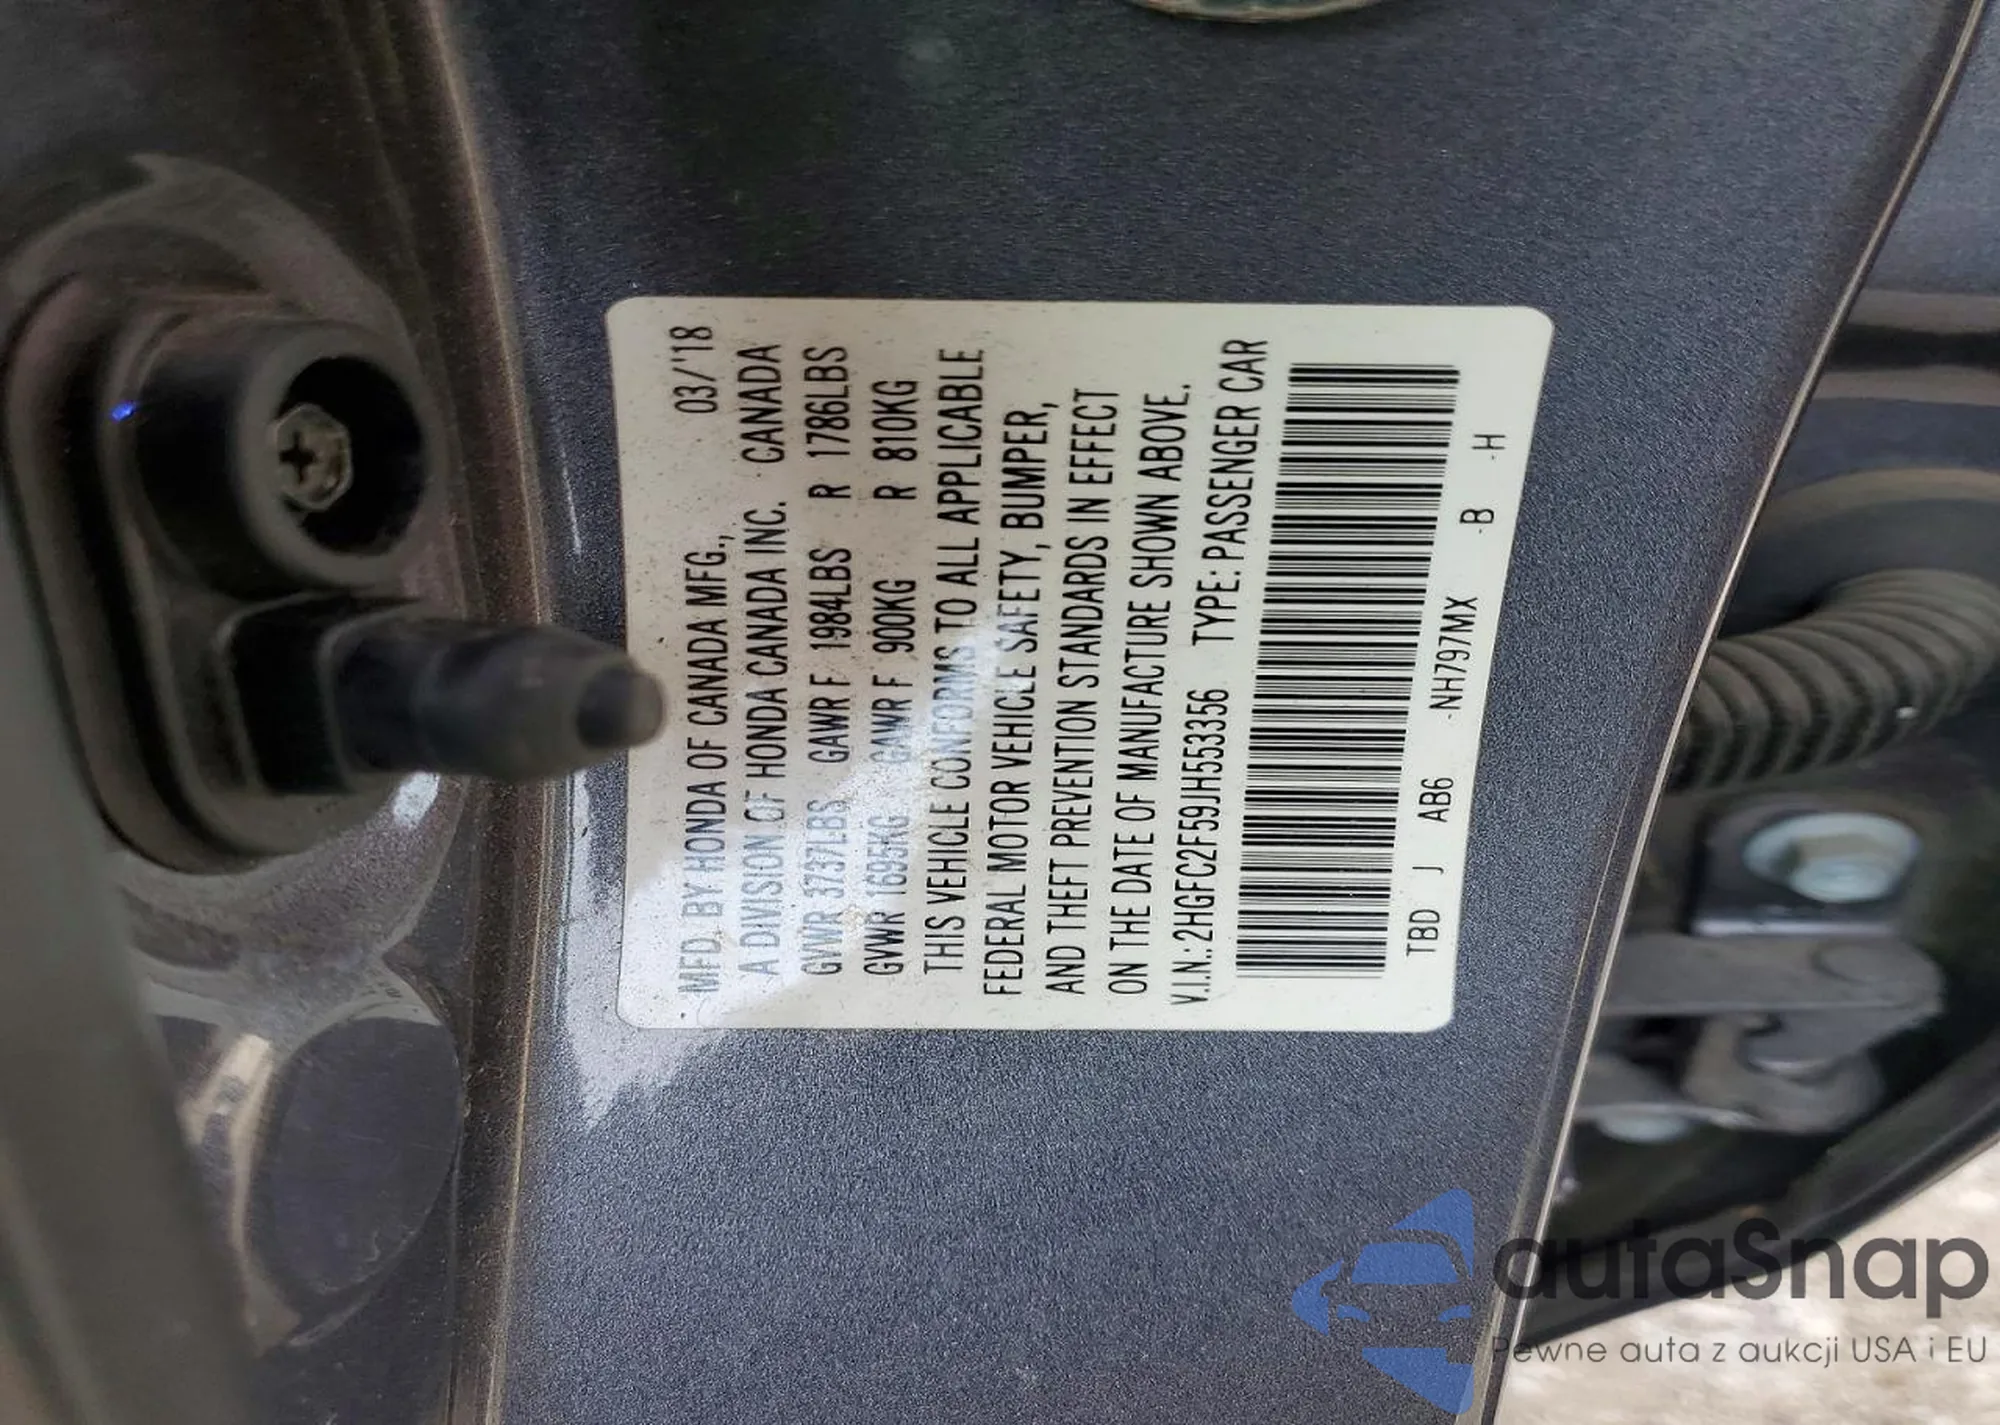 MFD. BY HONDA OF CANADA MFG., 03/'18
A DIVISION OF HONDA CANADA INC. CANADA
GVWR 3737LBS GAWR F 1984LBS R 1786LBS
GVWR 1695KG GAWR F 900KG R 810KG
THIS VEHICLE CONFORMS TO ALL APPLICABLE
FEDERAL MOTOR VEHICLE SAFETY, BUMPER,
AND THEFT PREVENTION STANDARDS IN EFFECT
ON THE DATE OF MANUFACTURE SHOWN ABOVE.
V.I.N.: 2HGFC2F59JH553356 TYPE: PASSENGER CAR
TBD J AB6 -NH797MX -B -H
autaSnap
Pewne auta z aukcji USA i EU